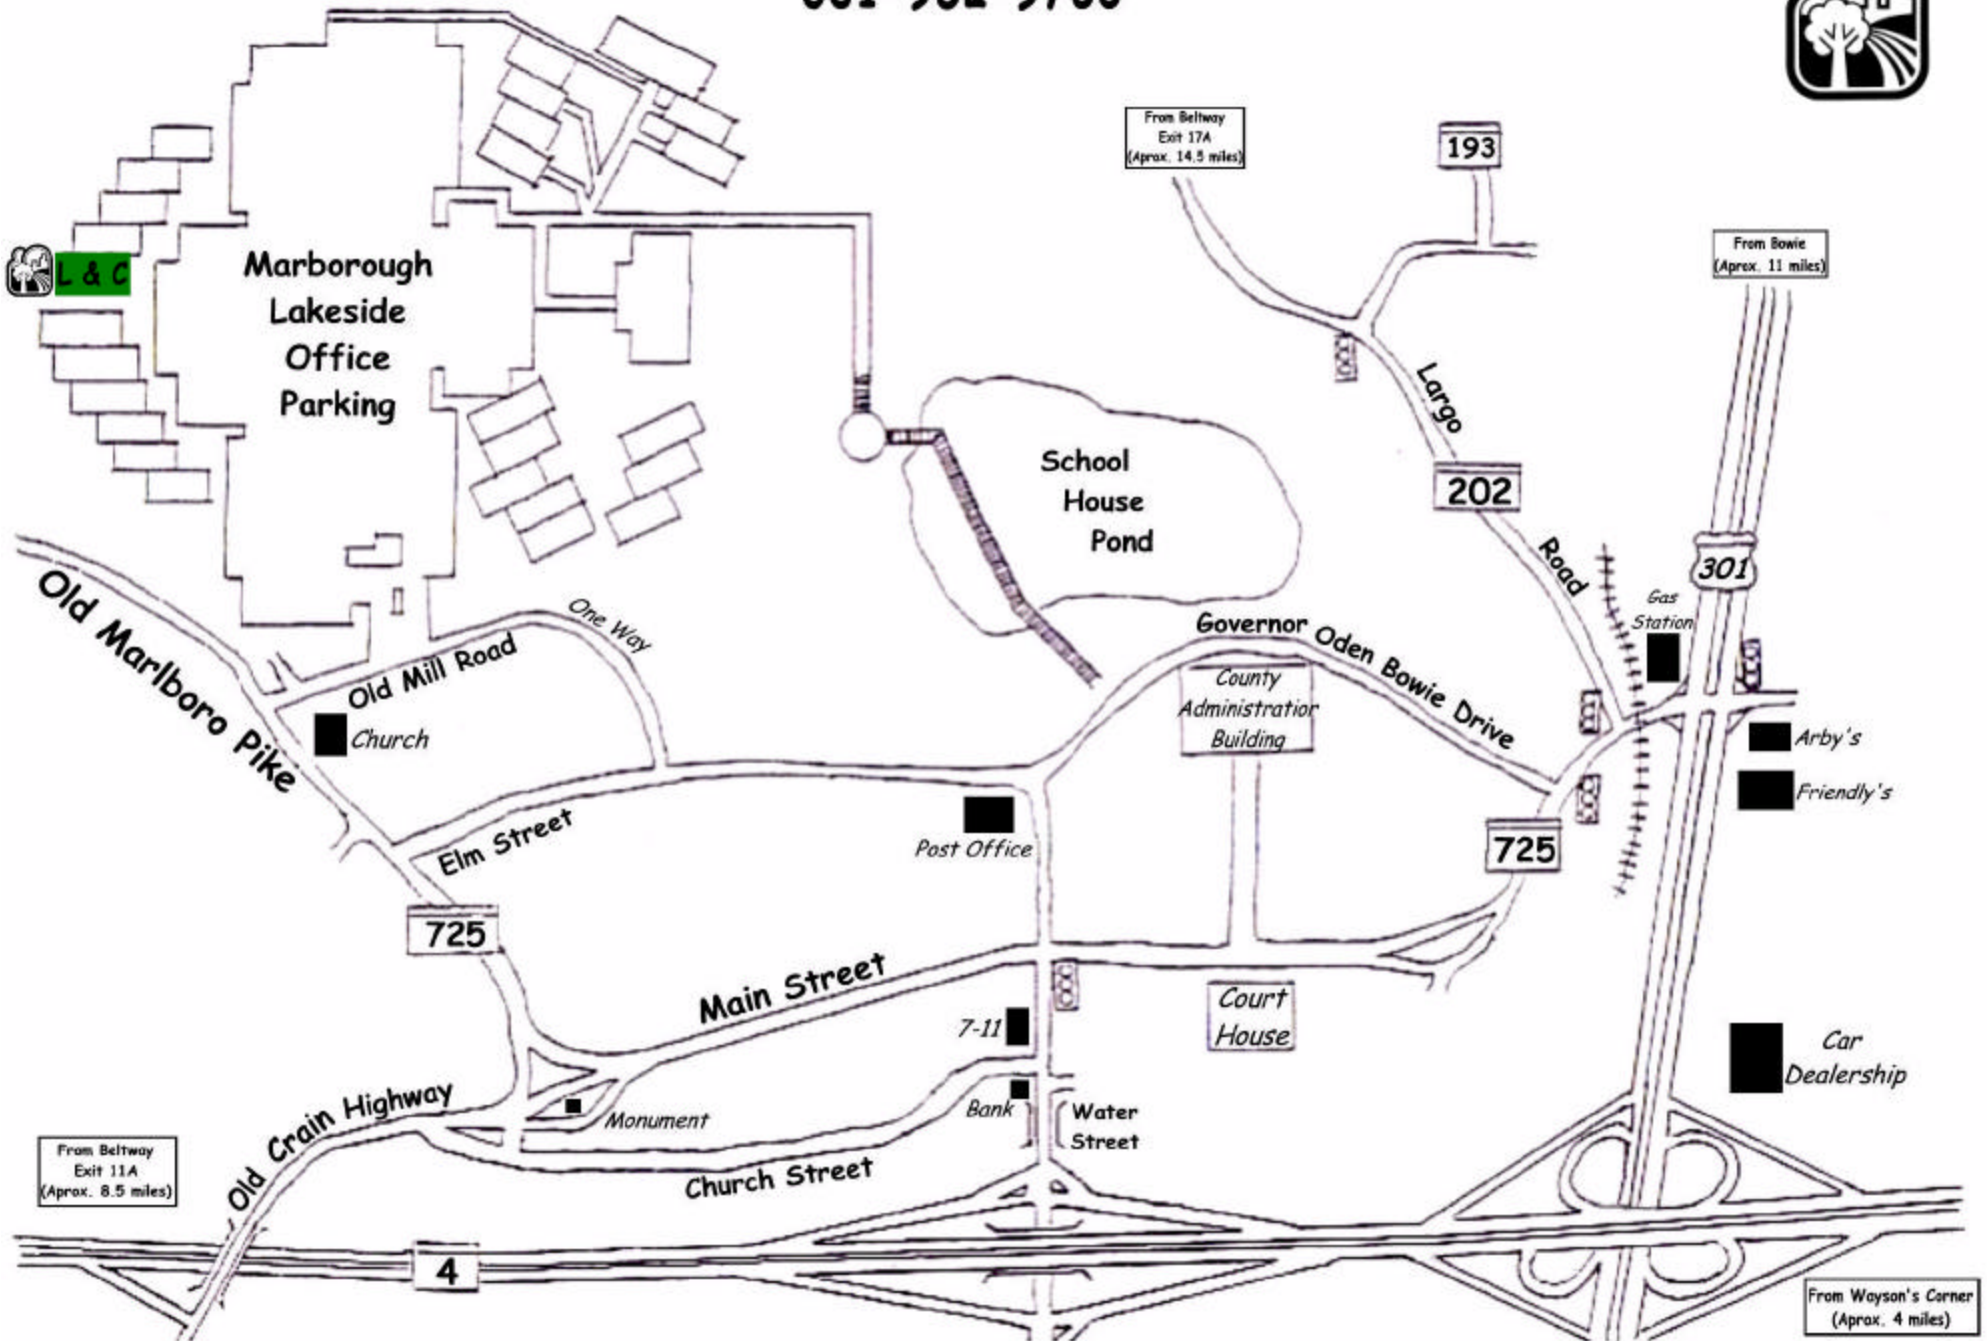 From Beltway
Exit 17A
(Aprox. 14.5 miles)
193
From Bowie
(Aprox. 11 miles)
L & C
Marborough
Lakeside
Office
Parking
Largo
School
House
Pond
202
Road
301
Gas
Station
Old Marlboro Pike
One Way
Old Mill Road
Governor Oden Bowie Drive
County
Administration
Building
Church
Arby's
Friendly's
Elm Street
Post Office
725
725
Main Street
7-11
Court
House
Car
Dealership
Old Crain Highway
Monument
Bank
Water
Street
Church Street
From Beltway
Exit 11A
(Aprox. 8.5 miles)
4
From Wayson's Corner
(Aprox. 4 miles)